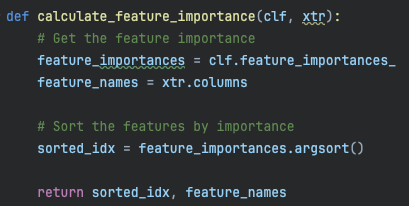 def calculate_feature_importance(clf, xtr):
    # Get the feature importance
    feature_importances = clf.feature_importances_
    feature_names = xtr.columns

    # Sort the features by importance
    sorted_idx = feature_importances.argsort()

    return sorted_idx, feature_names